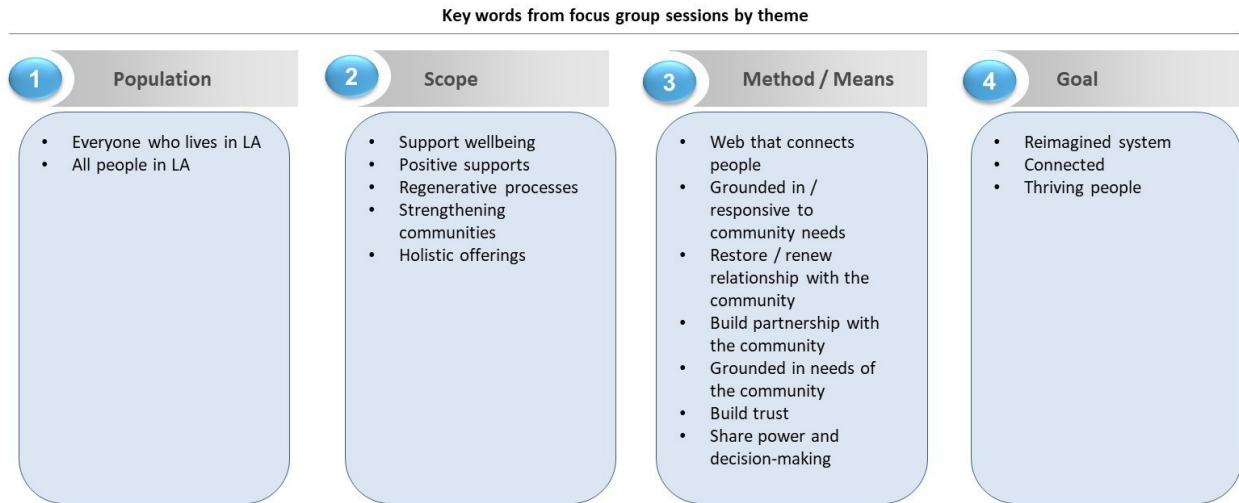 Key words from focus group sessions by theme
1 Population
• Everyone who lives in LA
• All people in LA
2 Scope
• Support wellbeing
• Positive supports
• Regenerative processes
• Strengthening
communities
• Holistic offerings
3 Method / Means
• Web that connects
people
• Grounded in /
responsive to
community needs
• Restore / renew
relationship with the
community
• Build partnership with
the community
• Grounded in needs of
the community
• Build trust
• Share power and
decision-making
4 Goal
• Reimagined system
• Connected
• Thriving people